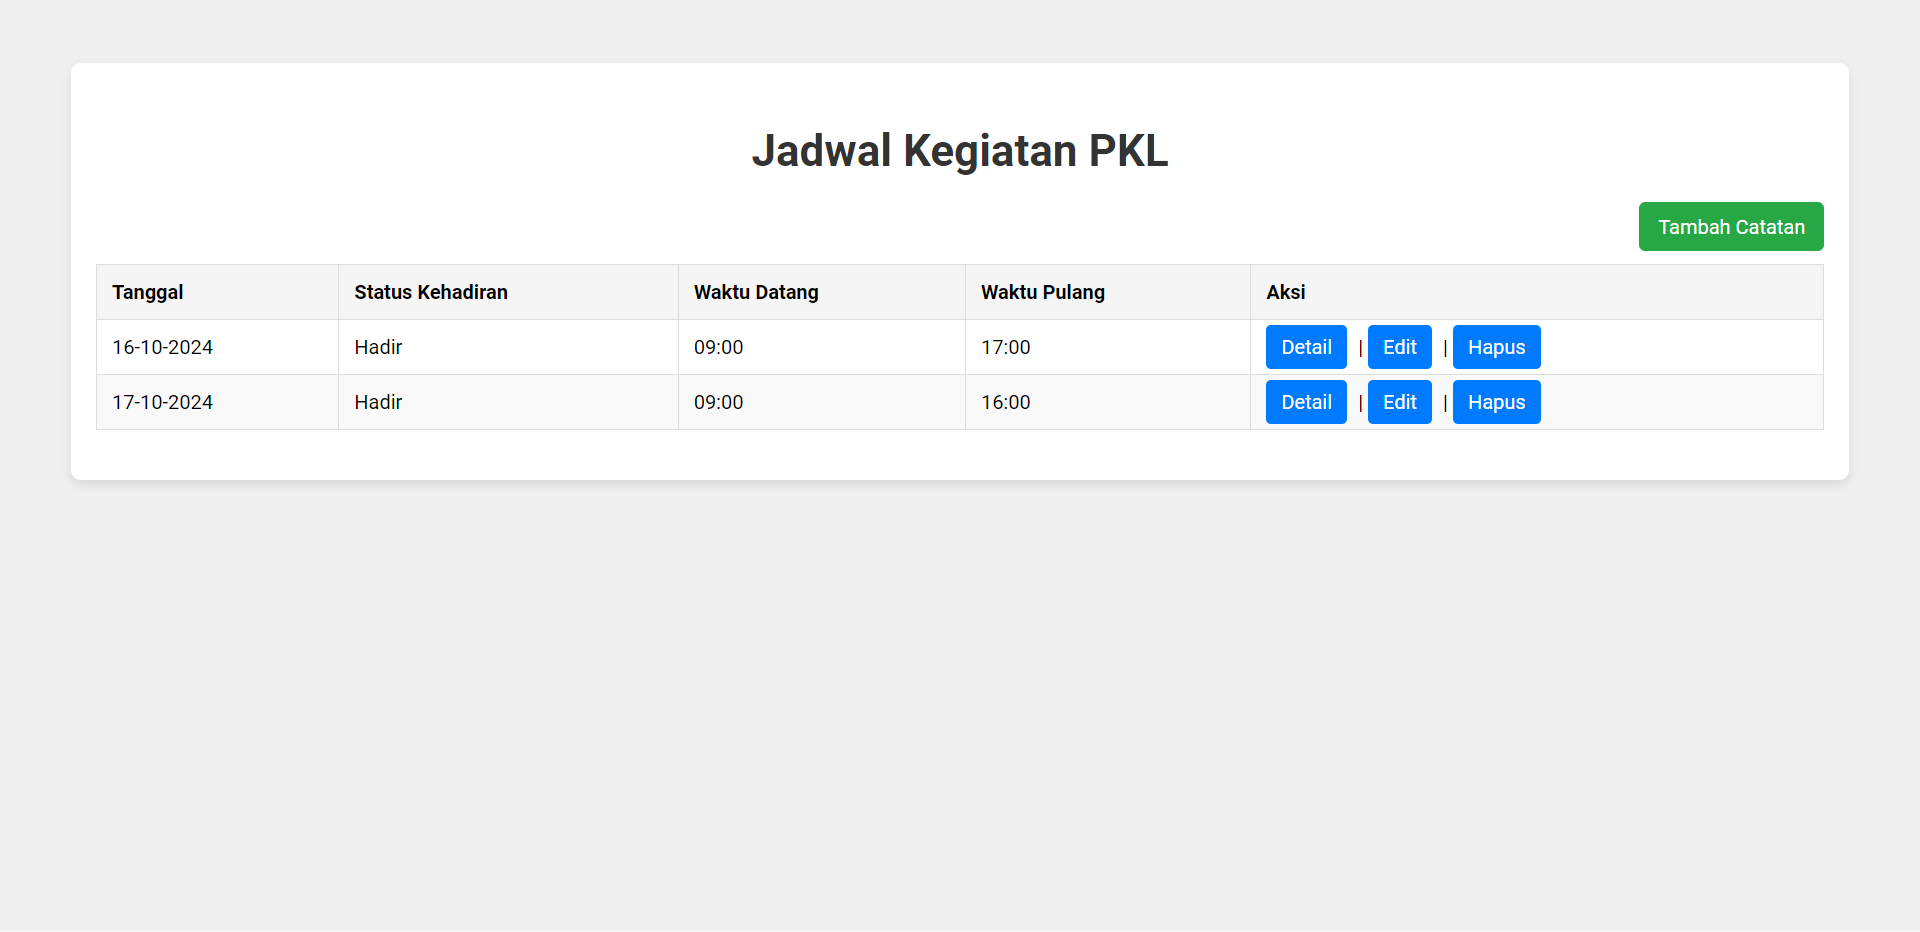 Jadwal Kegiatan PKL
Tambah Catatan
Tanggal Status Kehadiran Waktu Datang Waktu Pulang Aksi
16-10-2024 Hadir 09:00 17:00 Detail | Edit | Hapus
17-10-2024 Hadir 09:00 16:00 Detail | Edit | Hapus